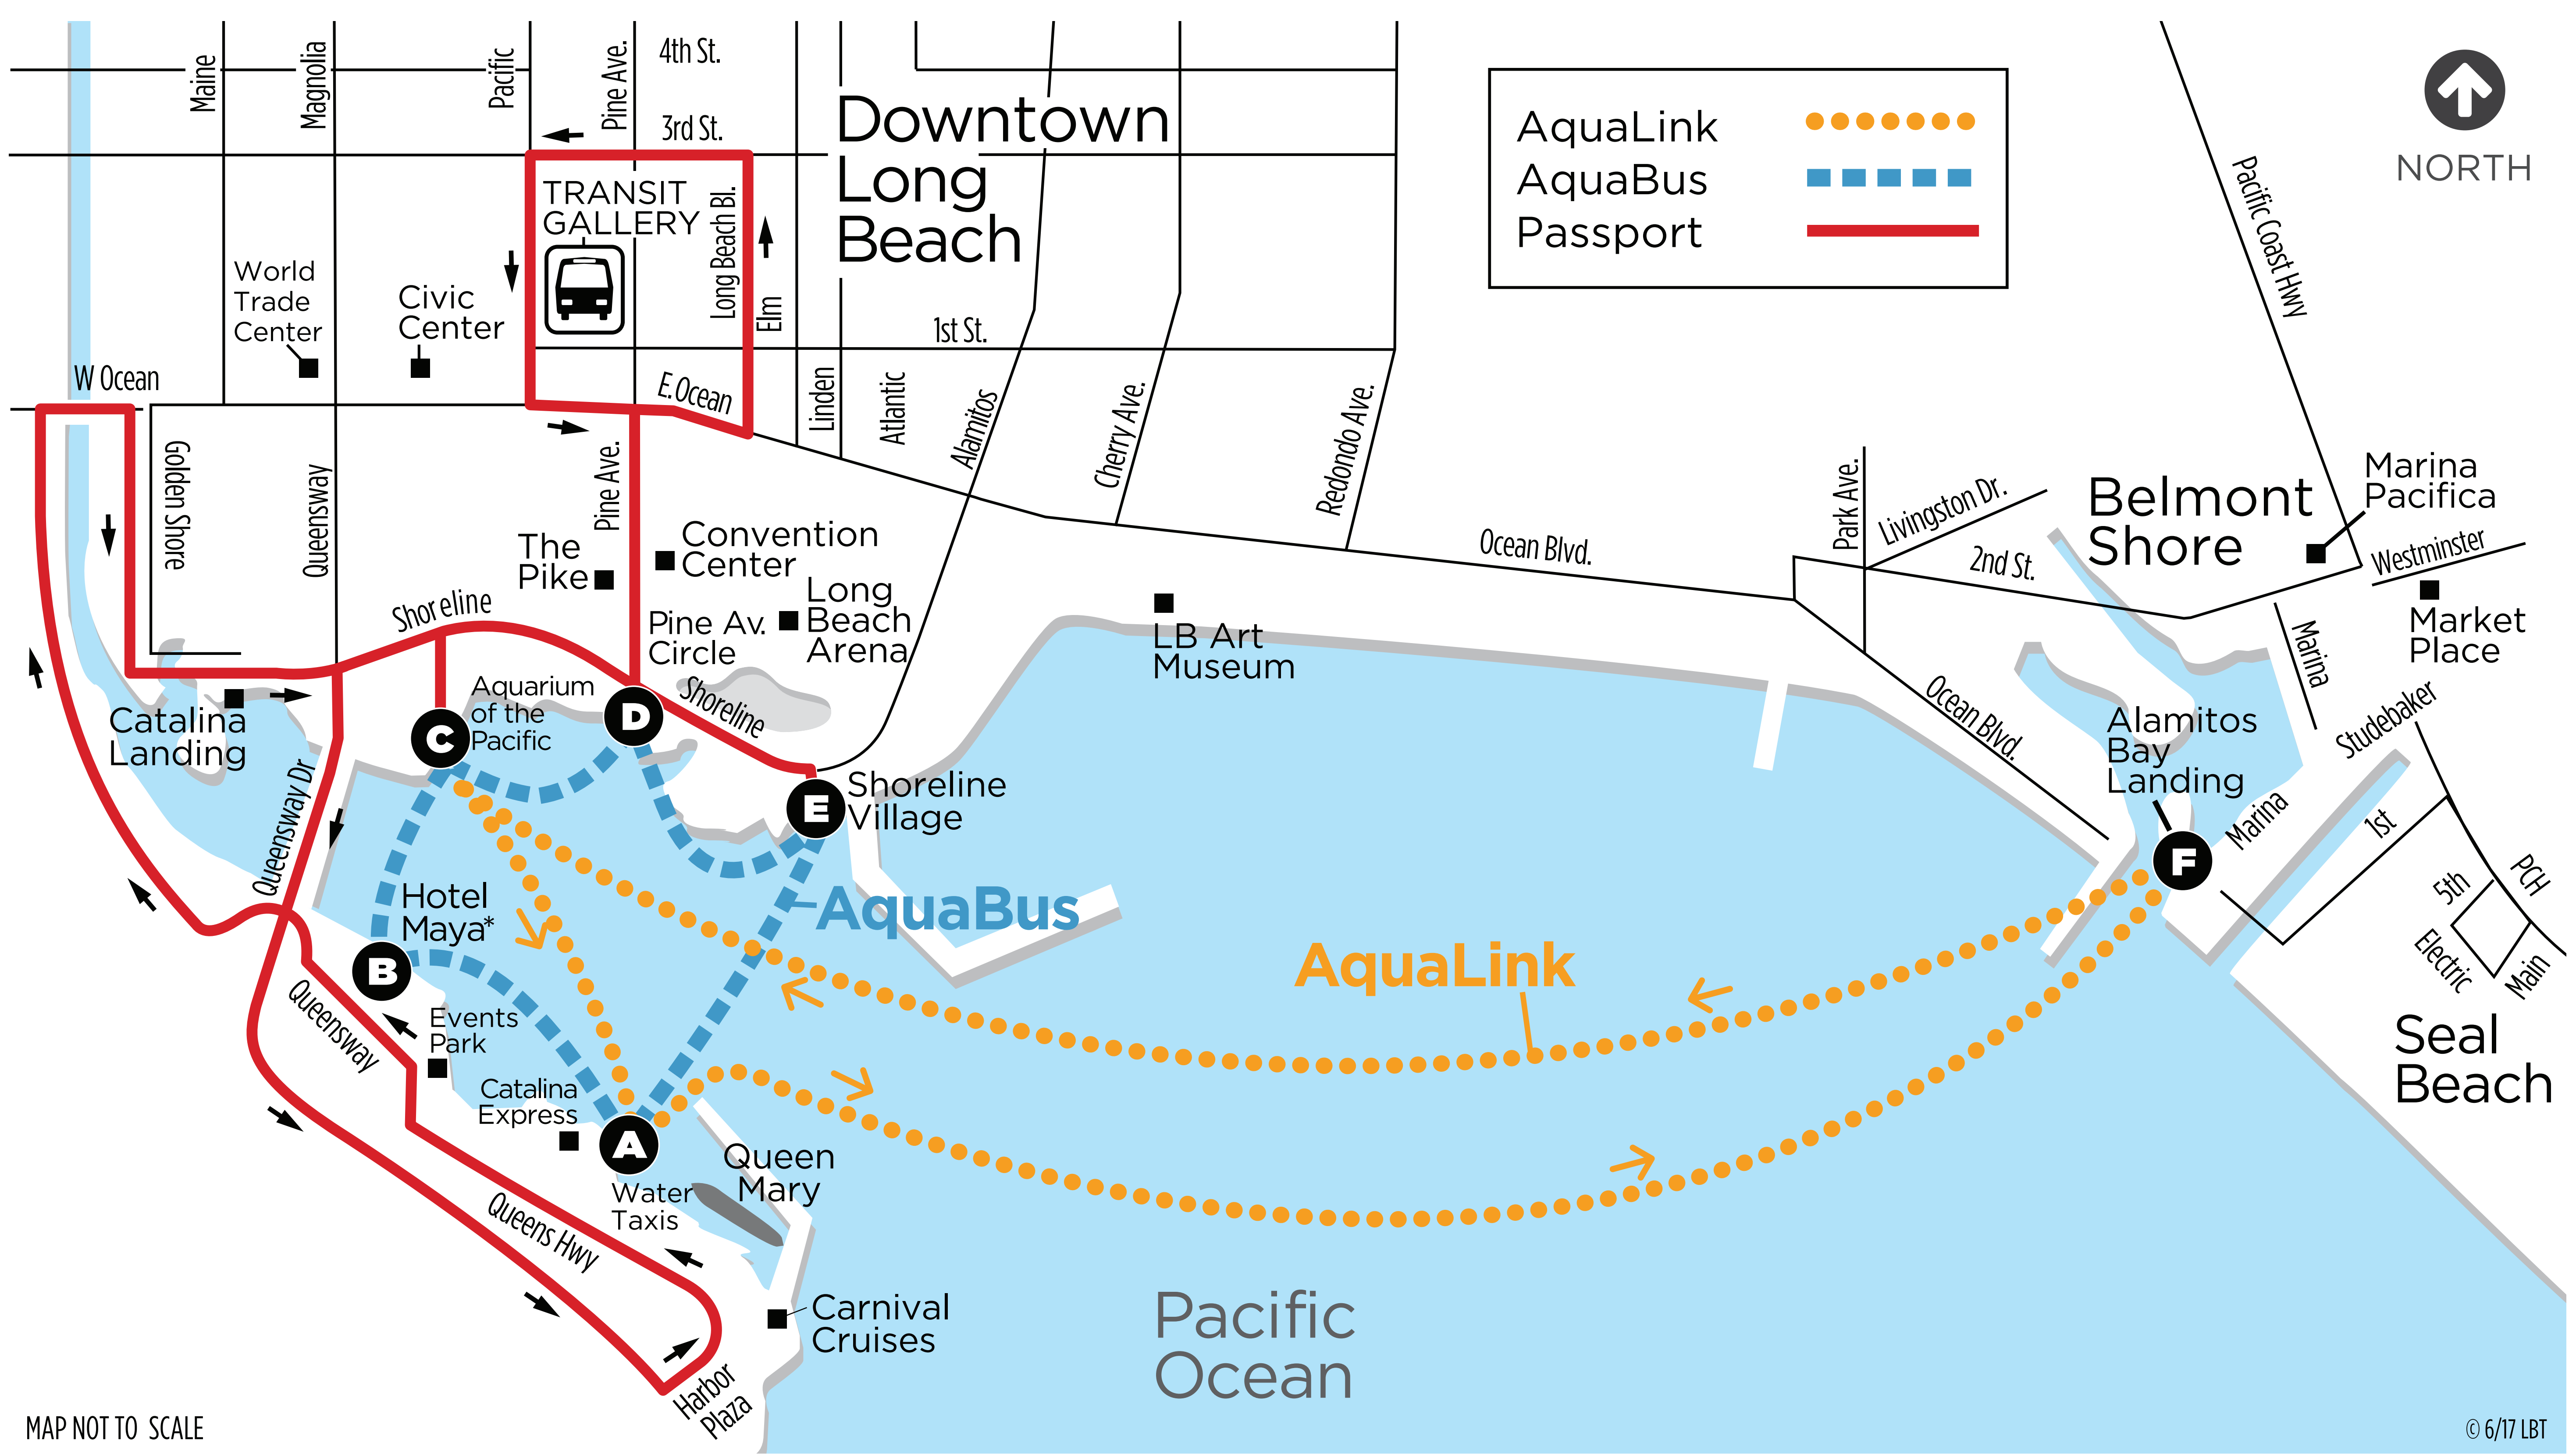 4th St.
Maine
Magnolia
Pacific
Pine Ave.
3rd St.
Downtown
Long
Beach
AquaLink
AquaBus
Passport
NORTH
Pacific Coast Hwy
TRANSIT
GALLERY
Long Beach Bl.
Elm
World
Trade
Center
Civic
Center
1st St.
W Ocean
E. Ocean
Linden
Atlantic
Alamitos
Cherry Ave.
Redondo Ave.
Golden Shore
Queensway
Pine Ave.
The
Pike
Convention
Center
Long
Beach
Arena
Pine Av.
Circle
Shoreline
Shoreline
Ocean Blvd.
Park Ave.
Livingston Dr.
2nd St.
Belmont
Shore
Marina
Pacifica
Westminster
Market
Place
Marina
Studebaker
LB Art
Museum
Ocean Blvd.
Alamitos
Bay
Landing
F
Marina
1st
5th
PCH
Electric
Main
Seal
Beach
Catalina
Landing
Aquarium
of the
Pacific
C
D
E
Shoreline
Village
Queensway Dr
Hotel
Maya*
B
AquaBus
AquaLink
Queensway
Events
Park
Catalina
Express
A
Water
Taxis
Queen
Mary
Queens Hwy
Carnival
Cruises
Harbor
Plaza
Pacific
Ocean
MAP NOT TO SCALE
© 6/17 LBT